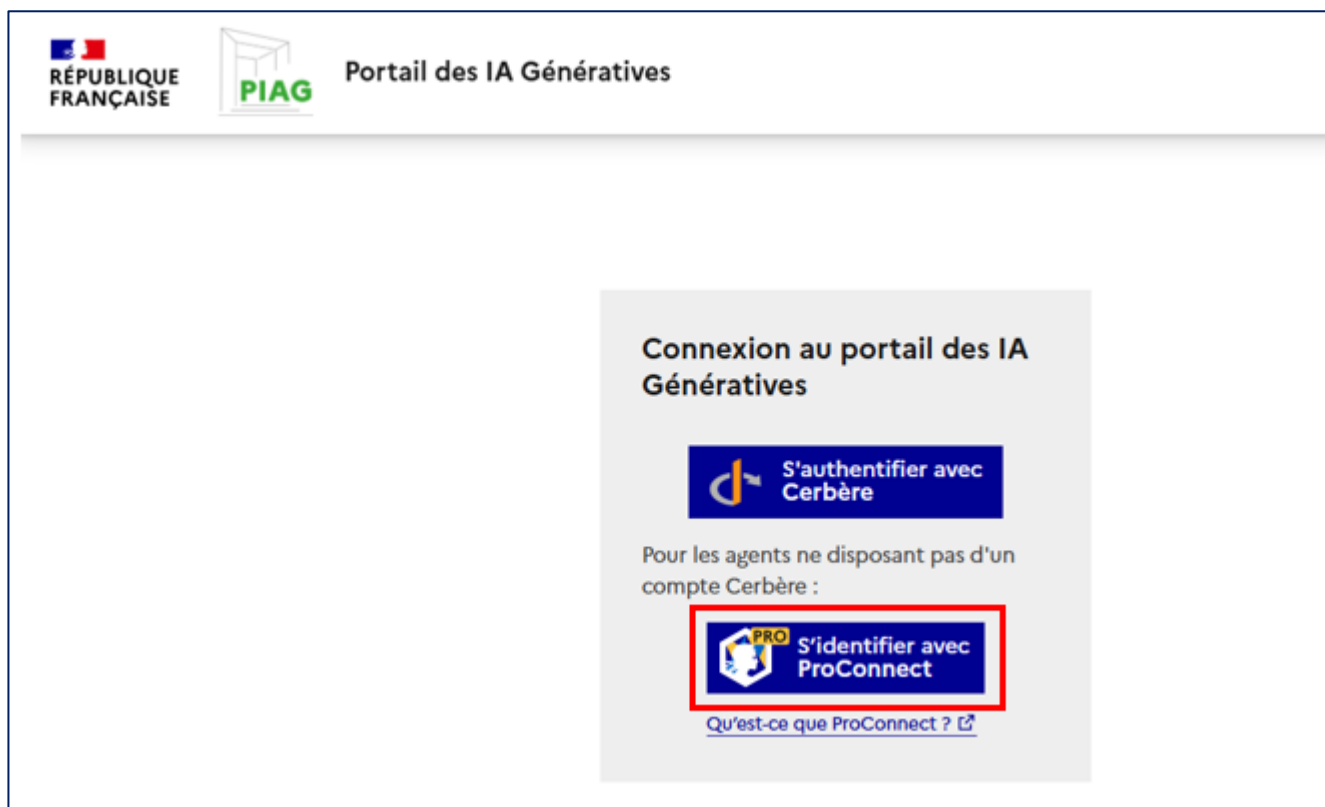 RÉPUBLIQUE
FRANÇAISE
PIAG
Portail des IA Génératives
Connexion au portail des IA
Génératives
S'authentifier avec
Cerbère
Pour les agents ne disposant pas d'un
compte Cerbère :
PRO
S'identifier avec
ProConnect
Qu'est-ce que ProConnect ?